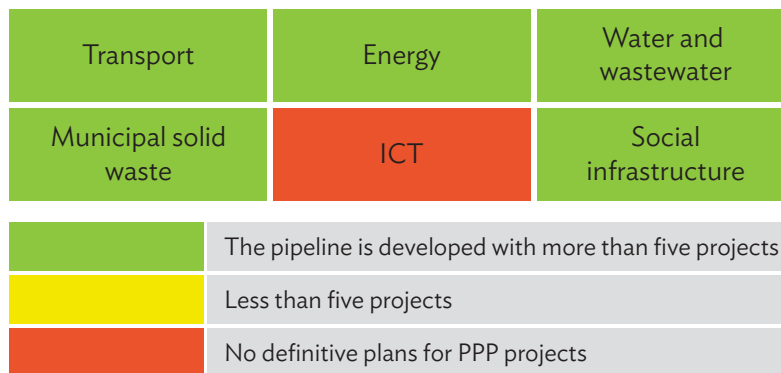 Transport
Energy
Water and
wastewater
Municipal solid
waste
ICT
Social
infrastructure
The pipeline is developed with more than five projects
Less than five projects
No definitive plans for PPP projects